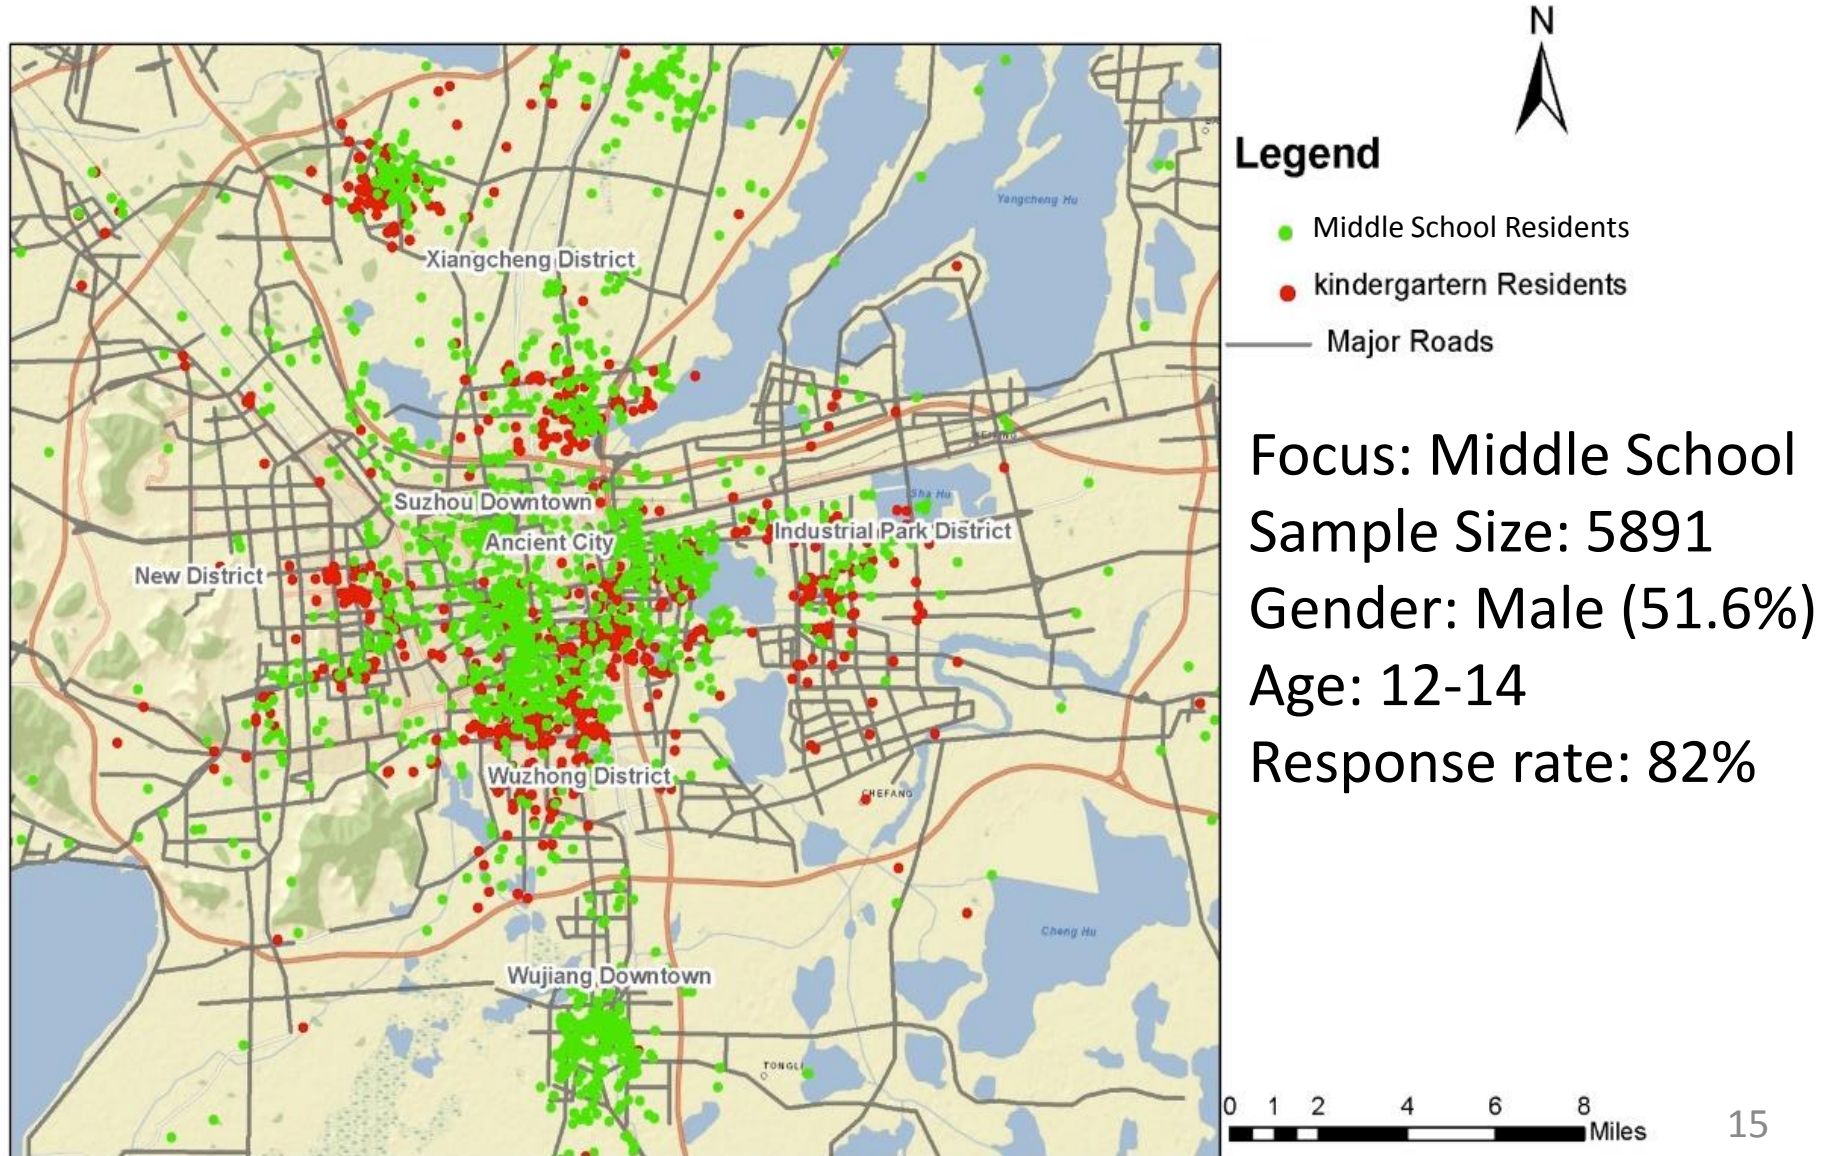 N
Legend
Middle School Residents
kindergartern Residents
Major Roads
Yangcheng Hu
Xiangcheng District
Suzhou Downtown
Sha Hu
Ancient City
Industrial Park District
New District
Wuzhong District
CHEFANG
Cheng Hu
Wujiang Downtown
TONGLI
Focus: Middle School
Sample Size: 5891
Gender: Male (51.6%)
Age: 12-14
Response rate: 82%
0 1 2 4 6 8
Miles
15